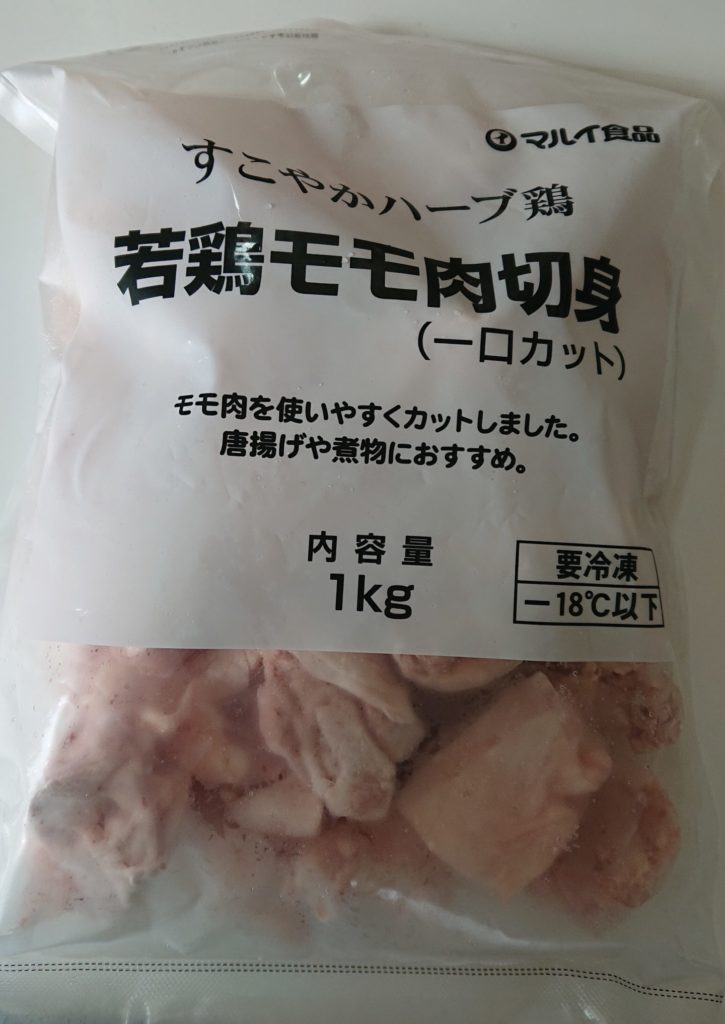 マルイ食品
すこやかハーブ鶏
若鶏モモ肉切身
(一口カット)
モモ肉を使いやすくカットしました。
唐揚げや煮物におすすめ。
内容量
1kg
要冷凍
−18℃以下